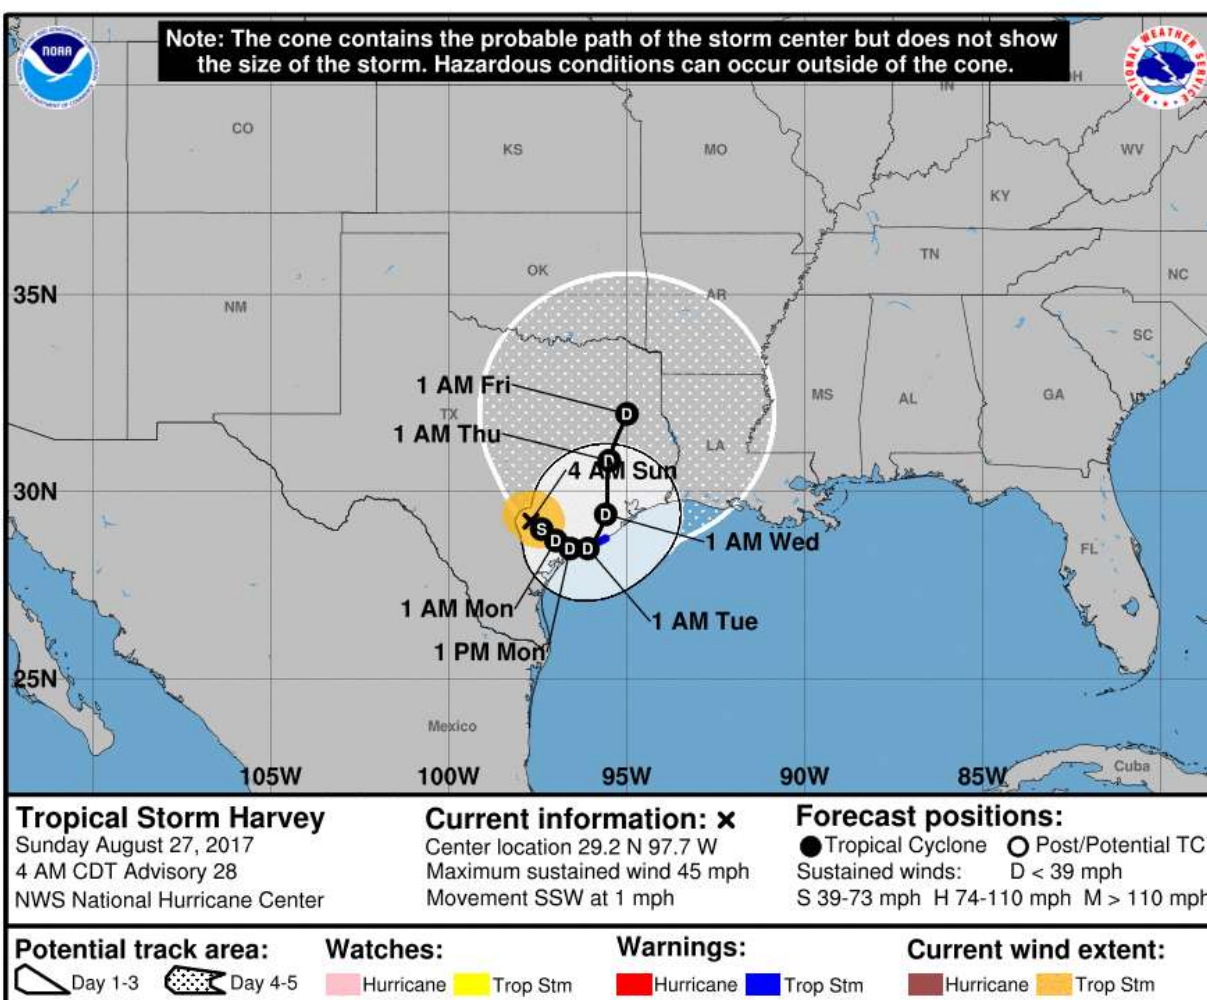 Note: The cone contains the probable path of the storm center but does not show
the size of the storm. Hazardous conditions can occur outside of the cone.
NOAA
NATIONAL WEATHER SERVICE
CO
KS
MO
IN
OH
WV
KY
TN
NC
OK
AR
SC
35N
NM
1 AM Fri
TX
MS
AL
GA
1 AM Thu
LA
4 AM Sun
30N
S
D
D
D
D
D
D
1 AM Wed
FL
1 AM Mon
1 AM Tue
1 PM Mon
25N
Mexico
105W
100W
95W
90W
85W
Cuba
Tropical Storm Harvey
Sunday August 27, 2017
4 AM CDT Advisory 28
NWS National Hurricane Center
Current information: ×
Center location 29.2 N 97.7 W
Maximum sustained wind 45 mph
Movement SSW at 1 mph
Forecast positions:
Tropical Cyclone Post/Potential TC
Sustained winds: D < 39 mph
S 39-73 mph H 74-110 mph M > 110 mph
Potential track area:
Day 1-3 Day 4-5
Watches:
Hurricane Trop Stm
Warnings:
Hurricane Trop Stm
Current wind extent:
Hurricane Trop Stm